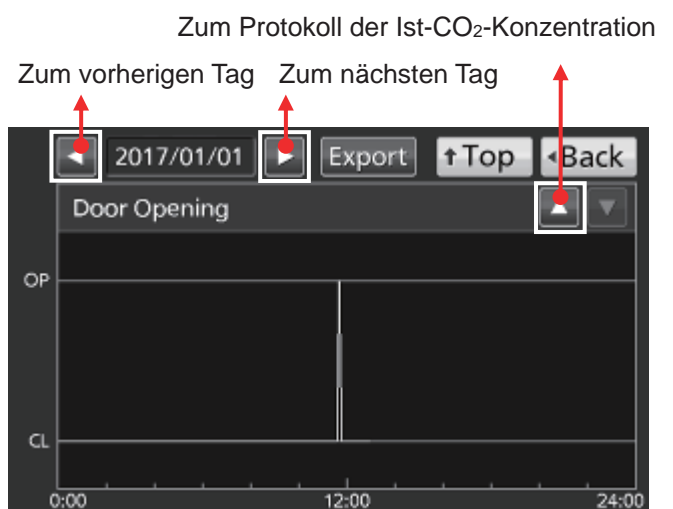 Zum Protokoll der Ist-CO₂-Konzentration
Zum vorherigen Tag Zum nächsten Tag
2017/01/01 Export Top Back
Door Opening
OP
CL
0:00 12:00 24:00